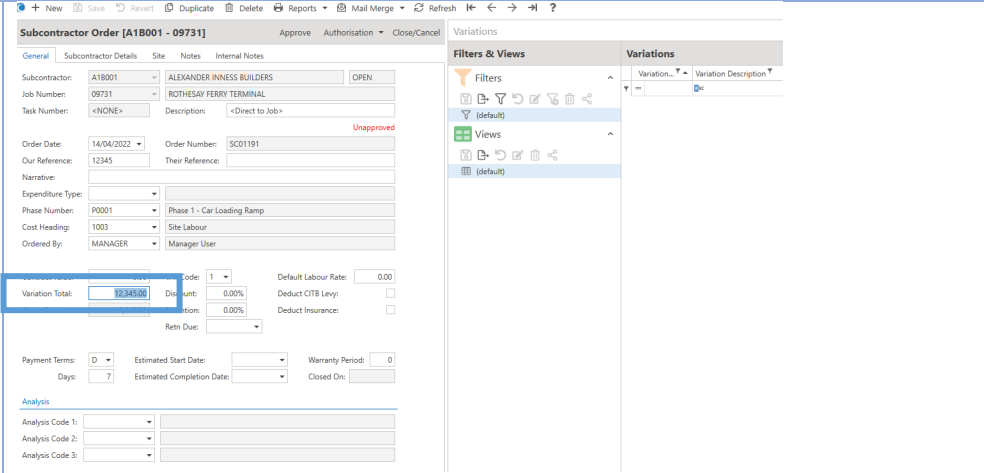 + New Save Revert Duplicate Delete Reports Mail Merge Refresh ?
Subcontractor Order [A1B001 - 09731] Approve Authorisation Close/Cancel
General Subcontractor Details Site Notes Internal Notes
Subcontractor: A1B001 ALEXANDER INNESS BUILDERS OPEN
Job Number: 09731 ROTHESAY FERRY TERMINAL
Task Number: <NONE> Description: <Direct to Job>
Unapproved
Order Date: 14/04/2022 Order Number: SC01191
Our Reference: 12345 Their Reference:
Narrative:
Expenditure Type:
Phase Number: P0001 Phase 1 - Car Loading Ramp
Cost Heading: 1003 Site Labour
Ordered By: MANAGER Manager User
Code: 1 Default Labour Rate: 0.00
Variation Total: 12,345.00 Discount: 0.00% Deduct CITB Levy:
0.00% Deduct Insurance:
Retn Due:
Payment Terms: D Estimated Start Date: Warranty Period: 0
Days: 7 Estimated Completion Date: Closed On:
Analysis
Analysis Code 1:
Analysis Code 2:
Analysis Code 3:
Variations
Filters & Views
Filters
(default)
Views
(default)
Variations
Variation... Variation Description
=